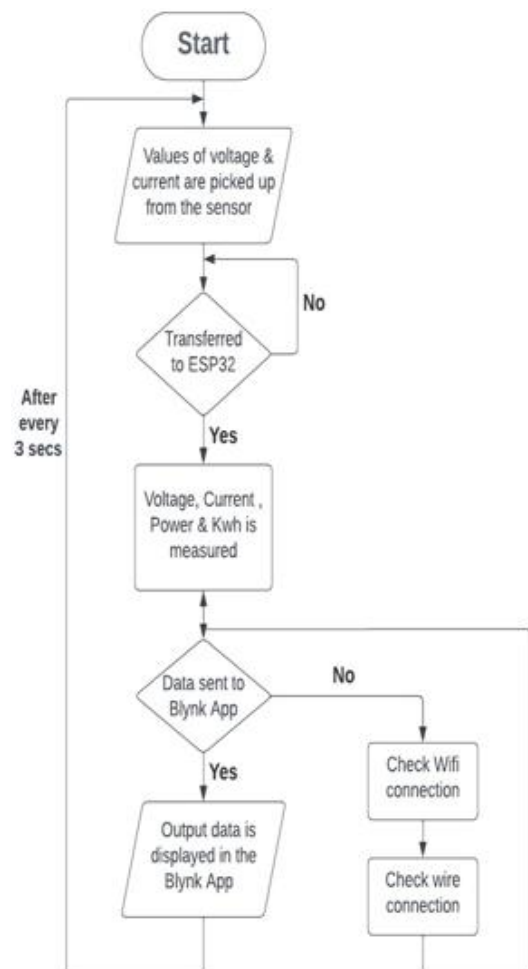 Start
Values of voltage &
current are picked up
from the sensor
No
Transferred
to ESP32
After
every
3 secs
Yes
Voltage, Current ,
Power & Kwh is
measured
No
Data sent to
Blynk App
Yes
Check Wifi
connection
Output data is
displayed in the
Blynk App
Check wire
connection